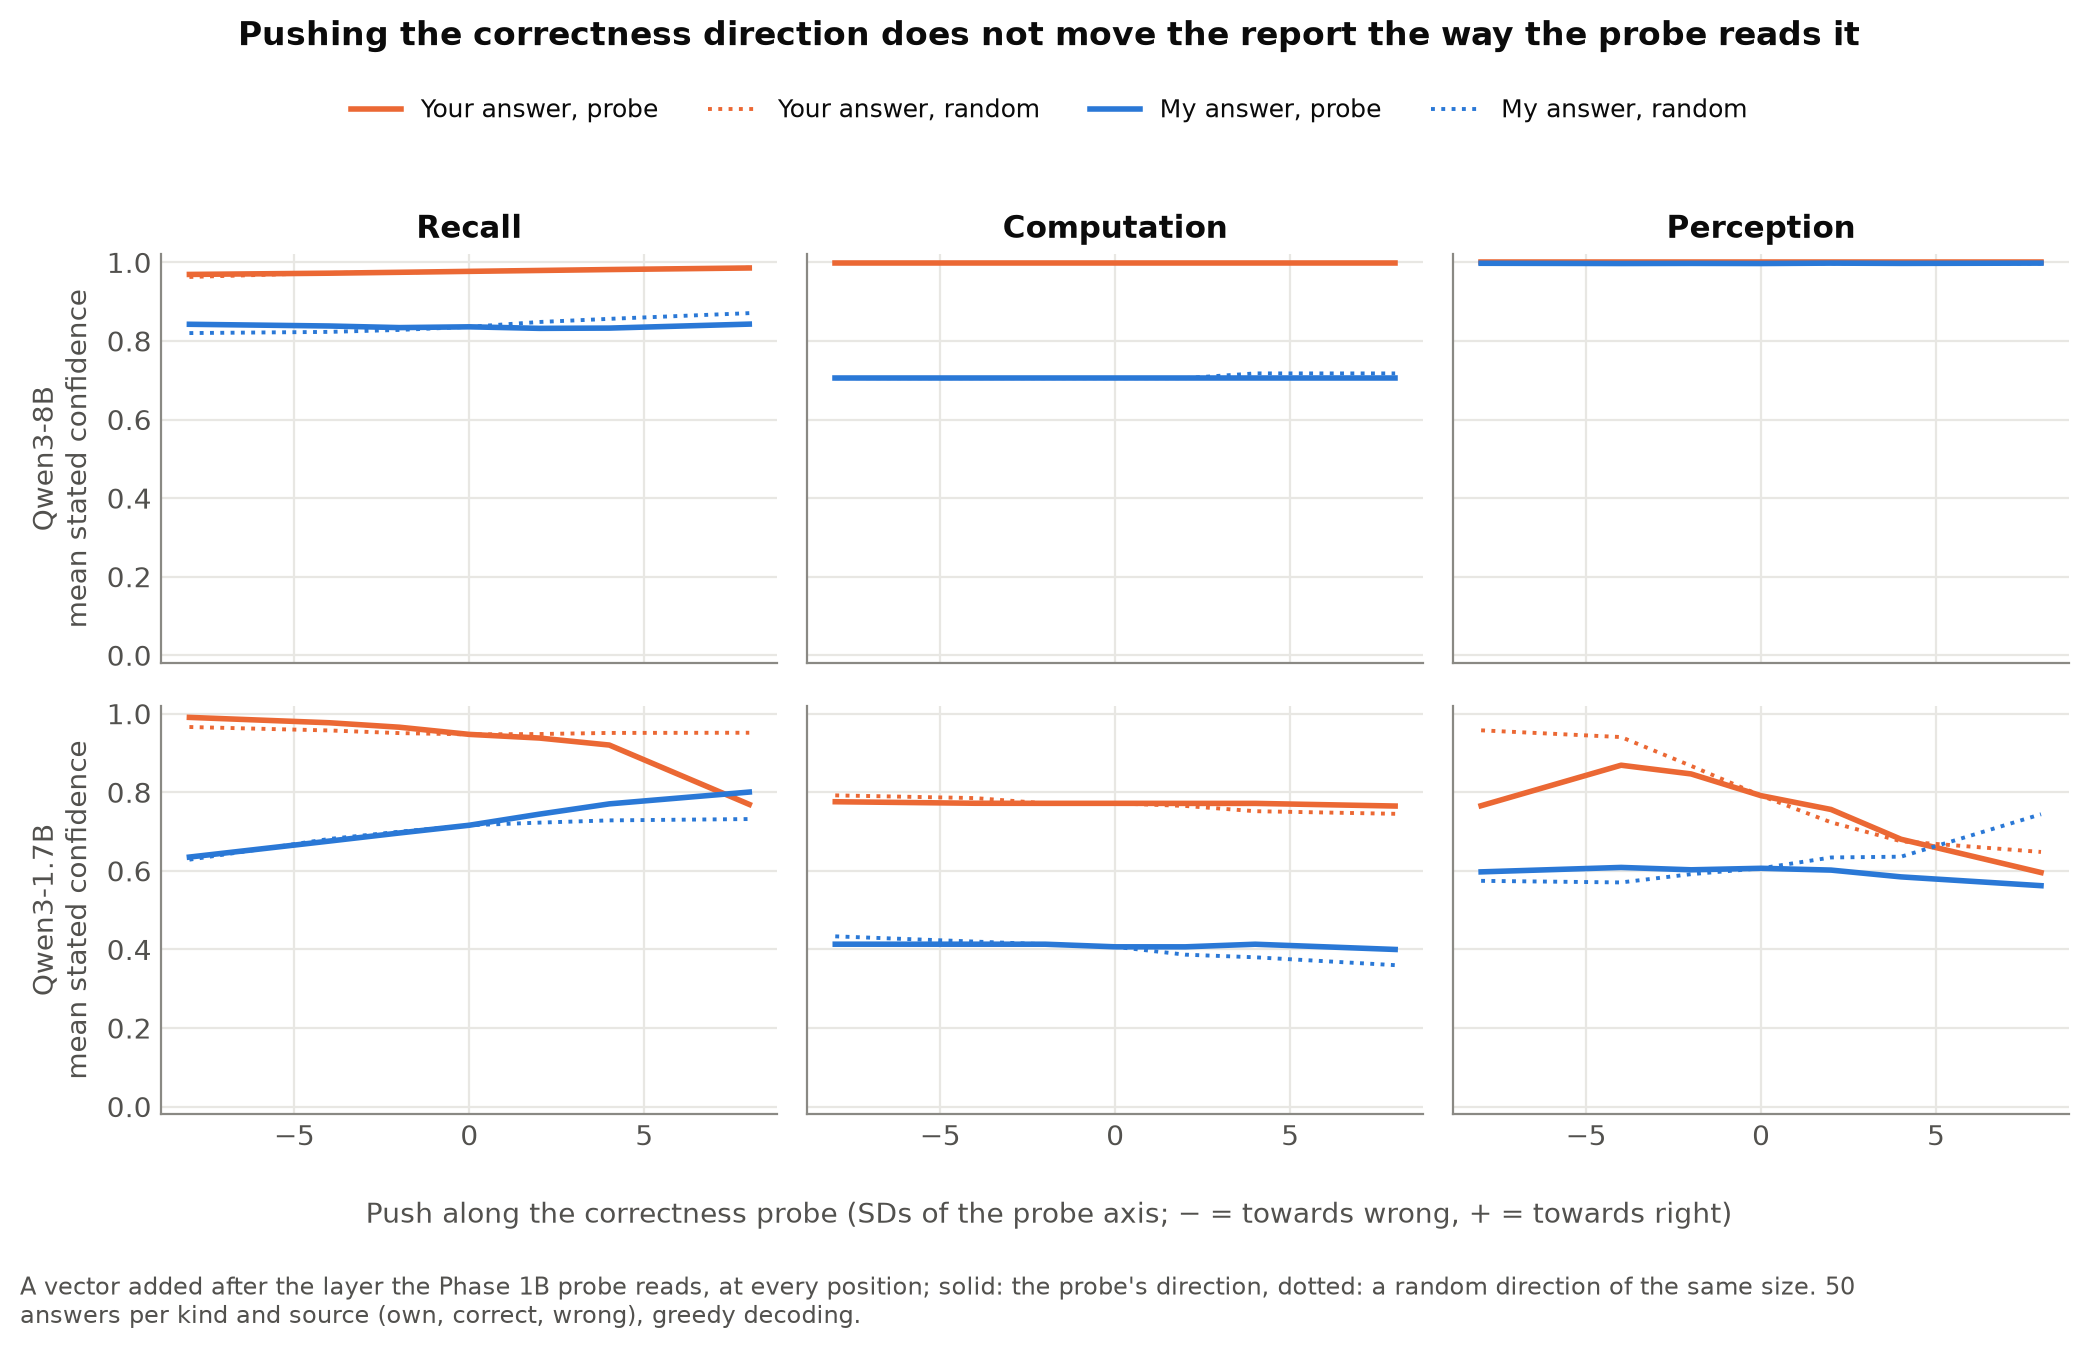 Pushing the correctness direction does not move the report the way the probe reads it
Your answer, probe
Your answer, random
My answer, probe
My answer, random
Recall
Computation
Perception
Qwen3-8B
mean stated confidence
1.0
0.8
0.6
0.4
0.2
0.0
Qwen3-1.7B
mean stated confidence
1.0
0.8
0.6
0.4
0.2
0.0
−5 0 5
−5 0 5
−5 0 5
Push along the correctness probe (SDs of the probe axis; − = towards wrong, + = towards right)
A vector added after the layer the Phase 1B probe reads, at every position; solid: the probe's direction, dotted: a random direction of the same size. 50
answers per kind and source (own, correct, wrong), greedy decoding.